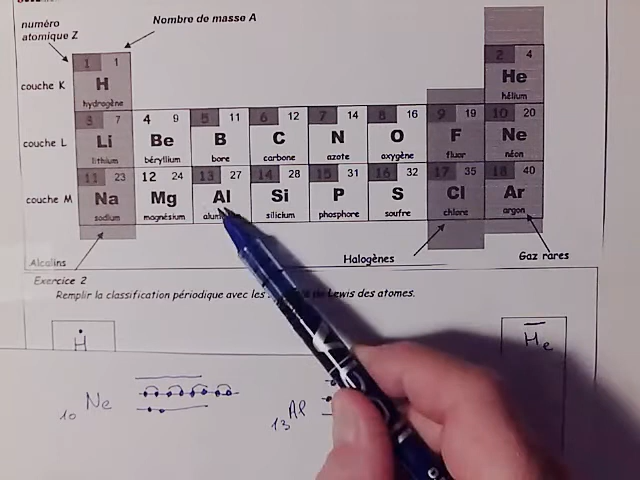 numéro
atomique Z
Nombre de masse A
1 1
2 4
couche K H He
hydrogène hélium
3 7 4 9 5 11 6 12 7 14 8 16 9 19 10 20
couche L Li Be B C N O F Ne
lithium béryllium bore carbone azote oxygène fluor néon
11 23 12 24 13 27 14 28 15 31 16 32 17 35 18 40
couche M Na Mg Al Si P S Cl Ar
sodium magnésium silicium phosphore soufre chlore argon
Alcalins Halogènes Gaz rares
Exercice 2
Remplir la classification périodique avec les de Lewis des atomes.
H He
10 Ne 13 Al